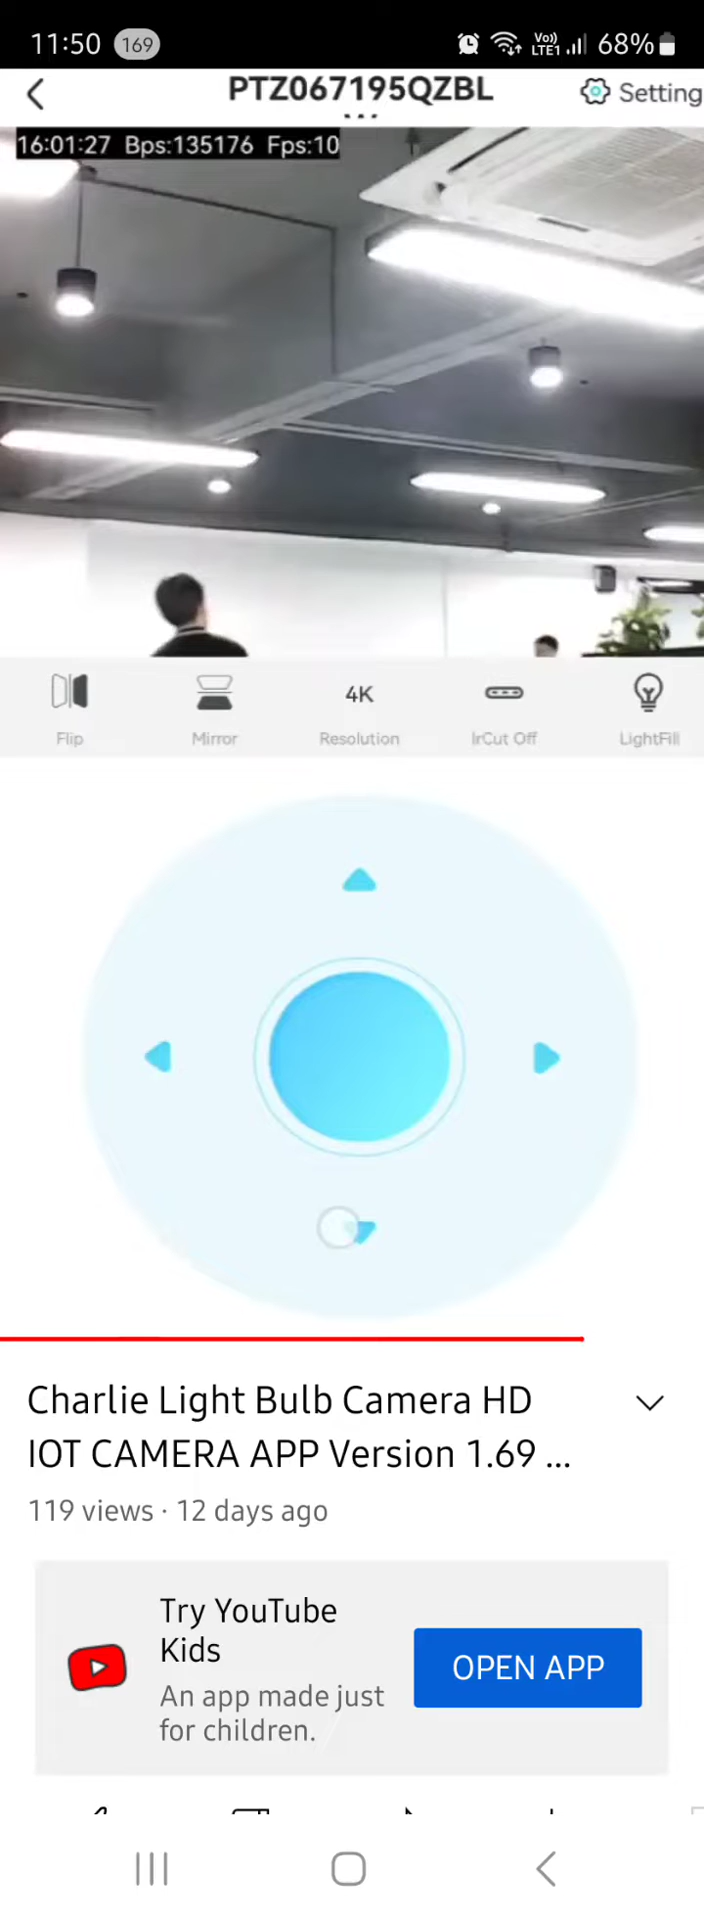 11:50 169 Vo)) LTE1 68%
PTZ067195QZBL
Setting
16:01:27 Bps:135176 Fps:10
4K
Flip Mirror Resolution IrCut Off LightFill
Charlie Light Bulb Camera HD
IOT CAMERA APP Version 1.69 ...
119 views · 12 days ago
Try YouTube
Kids
An app made just
for children.
OPEN APP